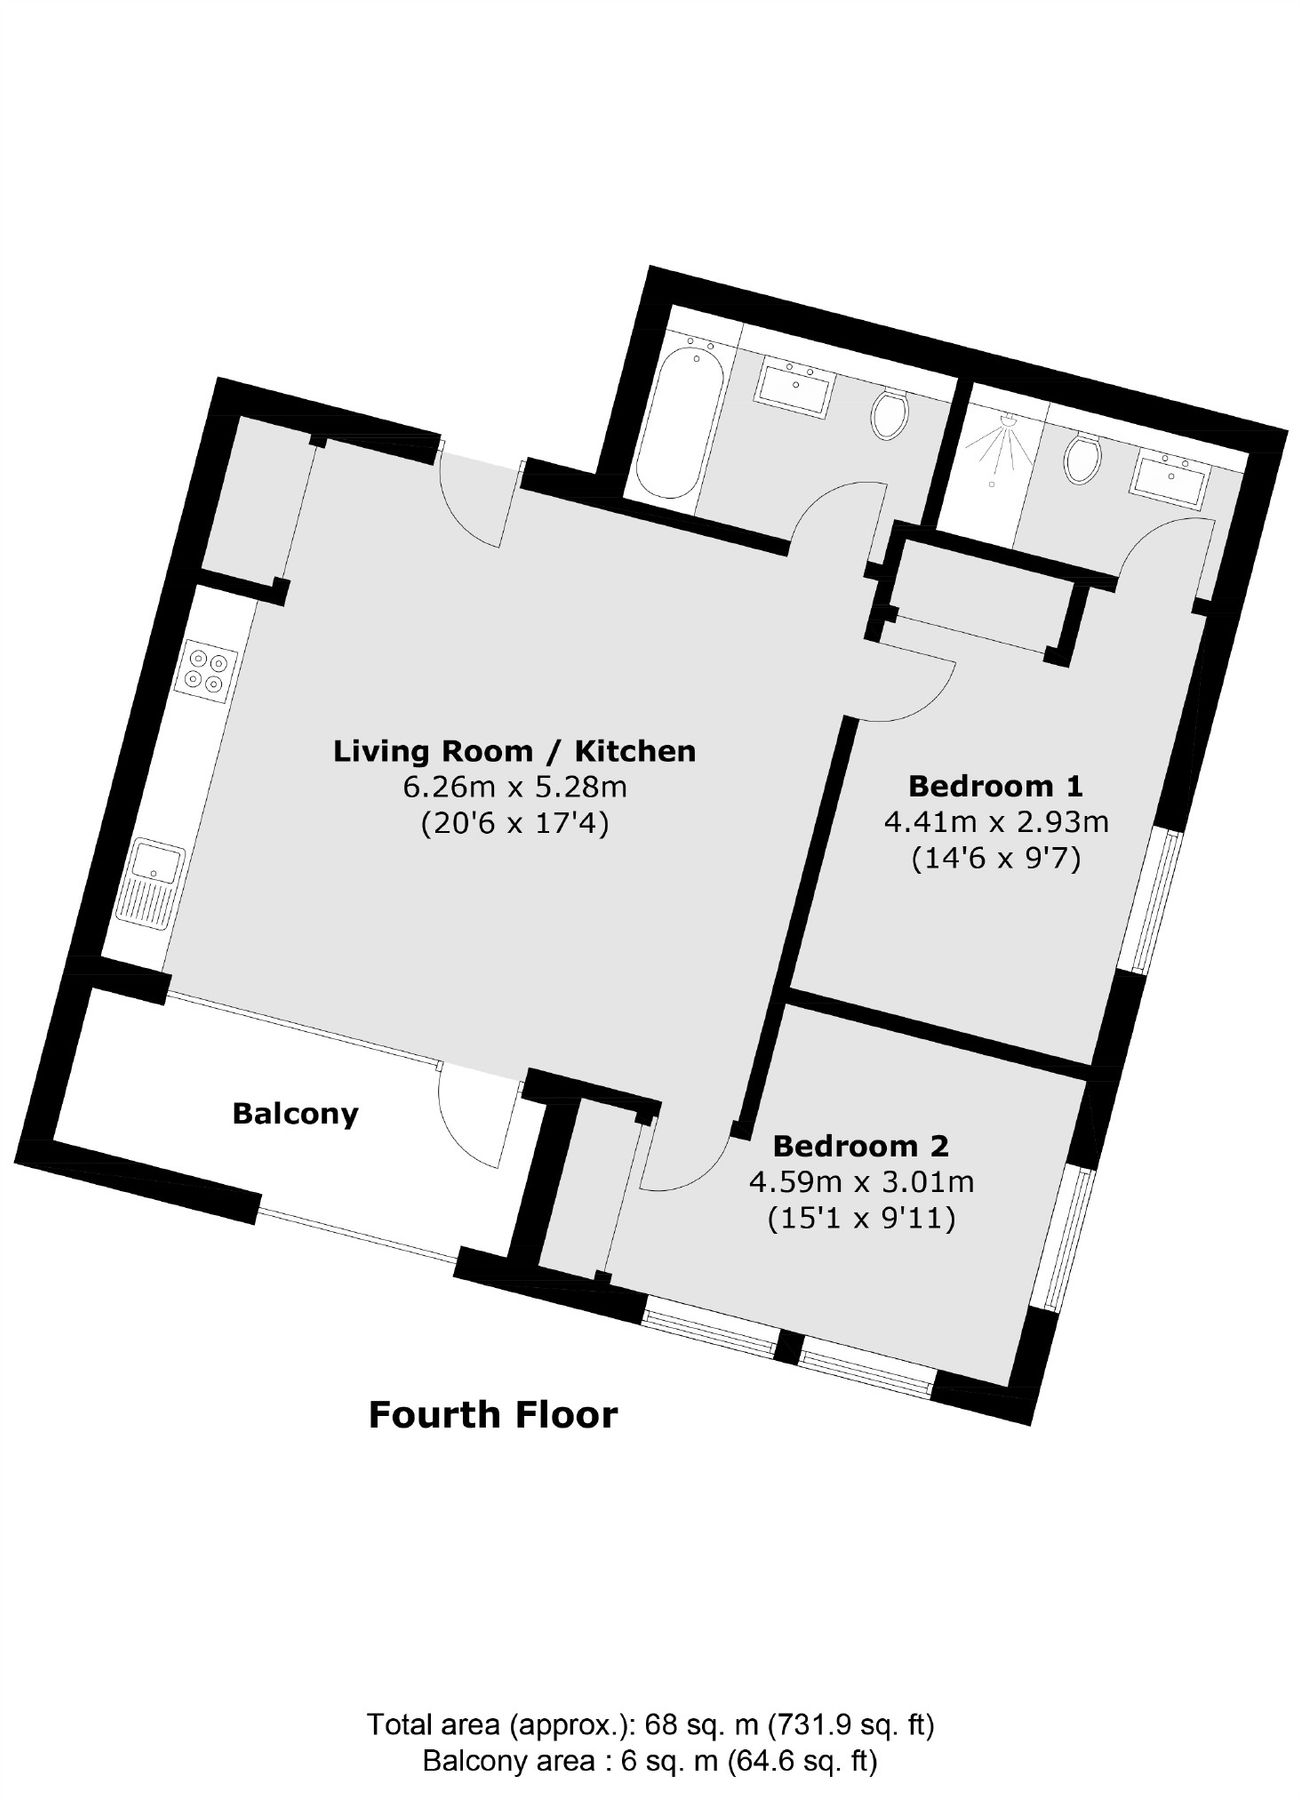 Living Room / Kitchen
6.26m x 5.28m
(20'6 x 17'4)
Bedroom 1
4.41m x 2.93m
(14'6 x 9'7)
Balcony
Bedroom 2
4.59m x 3.01m
(15'1 x 9'11)
Fourth Floor
Total area (approx.): 68 sq. m (731.9 sq. ft)
Balcony area : 6 sq. m (64.6 sq. ft)